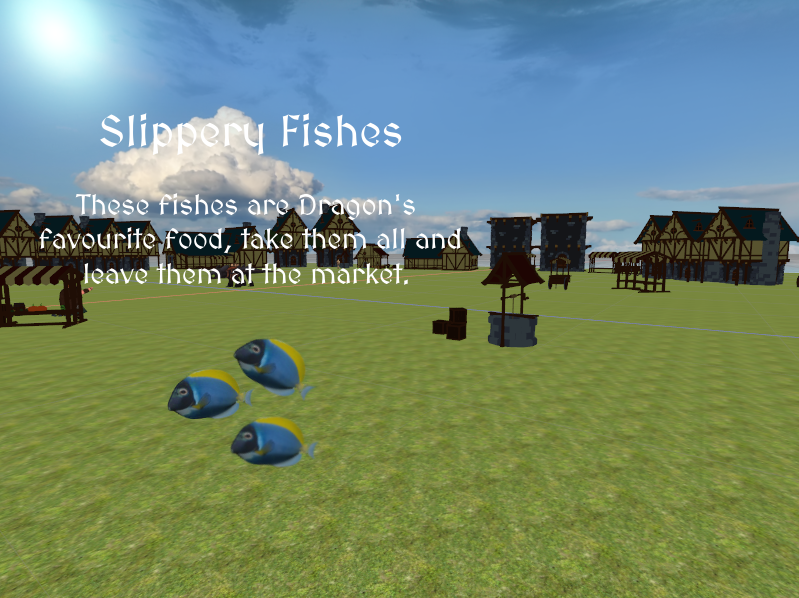 Slippery Fishes
These fishes are Dragon's
favourite food, take them all and
leave them at the market.